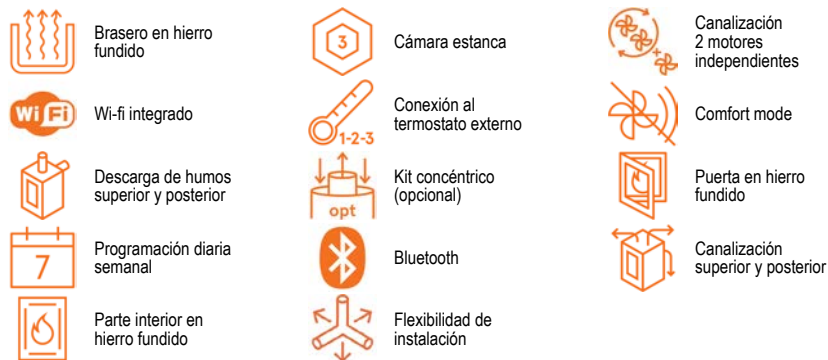 Brasero en hierro
fundido
Wi Fi
Wi-fi integrado
Descarga de humos
superior y posterior
7
Programación diaria
semanal
Parte interior en
hierro fundido
3
Cámara estanca
1-2-3
Conexión al
termostato externo
opt
Kit concéntrico
(opcional)
Bluetooth
Flexibilidad de
instalación
Canalización
2 motores
independientes
Comfort mode
Puerta en hierro
fundido
Canalización
superior y posterior